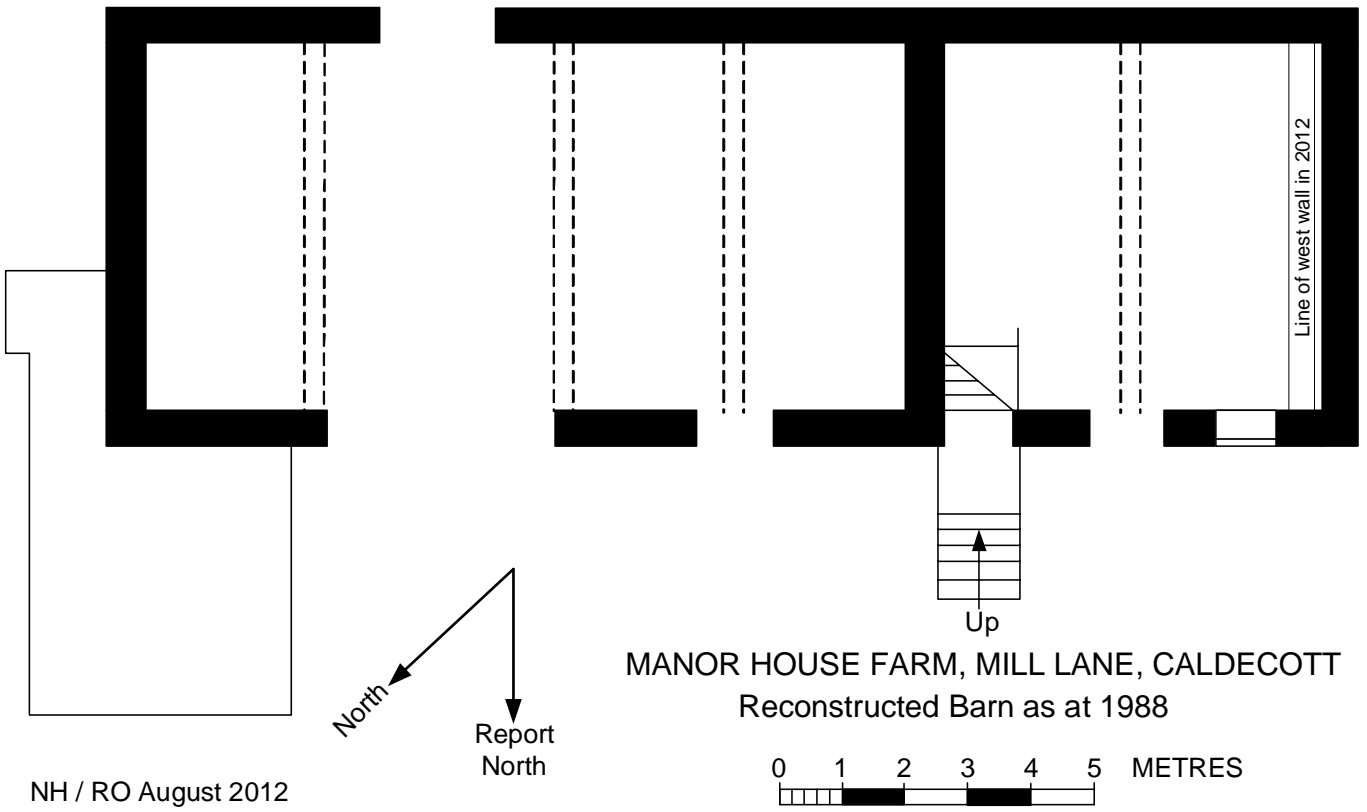 Line of west wall in 2012
Up
MANOR HOUSE FARM, MILL LANE, CALDECOTT
Reconstructed Barn as at 1988
North
Report
North
0 1 2 3 4 5 METRES
NH / RO August 2012